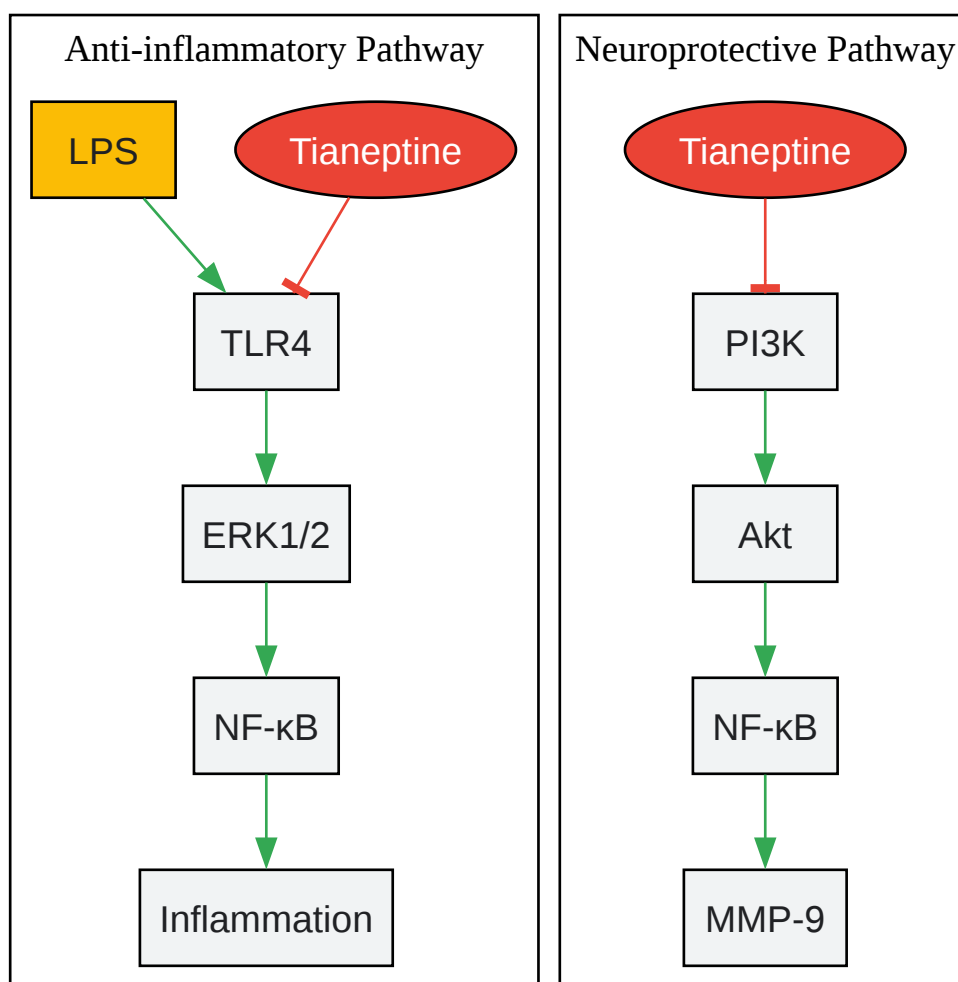 Anti-inflammatory Pathway
LPS
Tianeptine
TLR4
ERK1/2
NF-κB
Inflammation
Neuroprotective Pathway
Tianeptine
PI3K
Akt
NF-κB
MMP-9